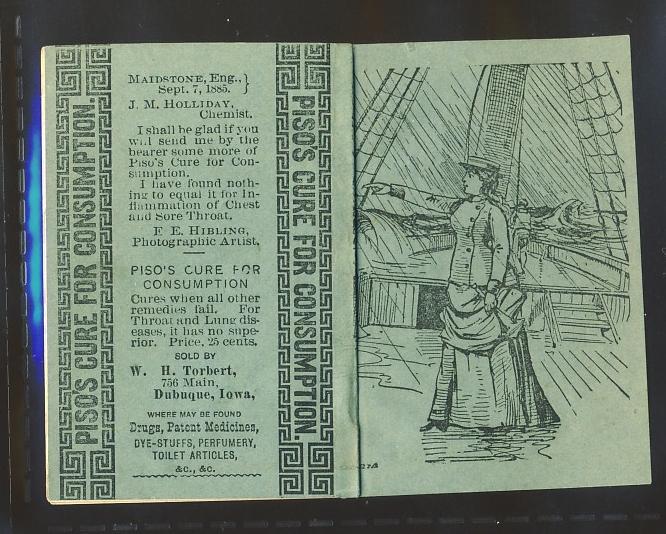 PISO'S CURE FOR CONSUMPTION.
MAIDSTONE, Eng.,}
Sept. 7, 1885.
J. M. HOLLIDAY,
Chemist.
I shall be glad if you
will send me by the
bearer some more of
Piso's Cure for Con-
sumption.
I have found noth-
ing to equal it for In-
flammation of Chest
and Sore Throat.
F. E. HIBLING,
Photographic Artist.
PISO'S CURE FOR
CONSUMPTION
Cures when all other
remedies fail. For
Throat and Lung dis-
eases, it has no supe-
rior. Price, 25 cents.
SOLD BY
W. H. Torbert,
756 Main,
Dubuque, Iowa,
WHERE MAY BE FOUND
Drugs, Patent Medicines,
DYE-STUFFS, PERFUMERY,
TOILET ARTICLES,
&C., &C.
PISO'S CURE FOR CONSUMPTION.